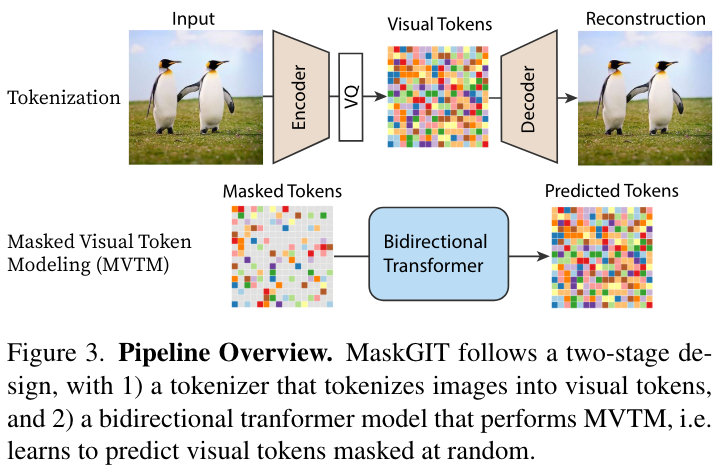 Input
Visual Tokens
Reconstruction
Tokenization
Encoder
VQ
Decoder
Masked Tokens
Predicted Tokens
Masked Visual Token
Modeling (MVTM)
Bidirectional
Transformer
Figure 3. Pipeline Overview. MaskGIT follows a two-stage de-
sign, with 1) a tokenizer that tokenizes images into visual tokens,
and 2) a bidirectional tranformer model that performs MVTM, i.e.
learns to predict visual tokens masked at random.